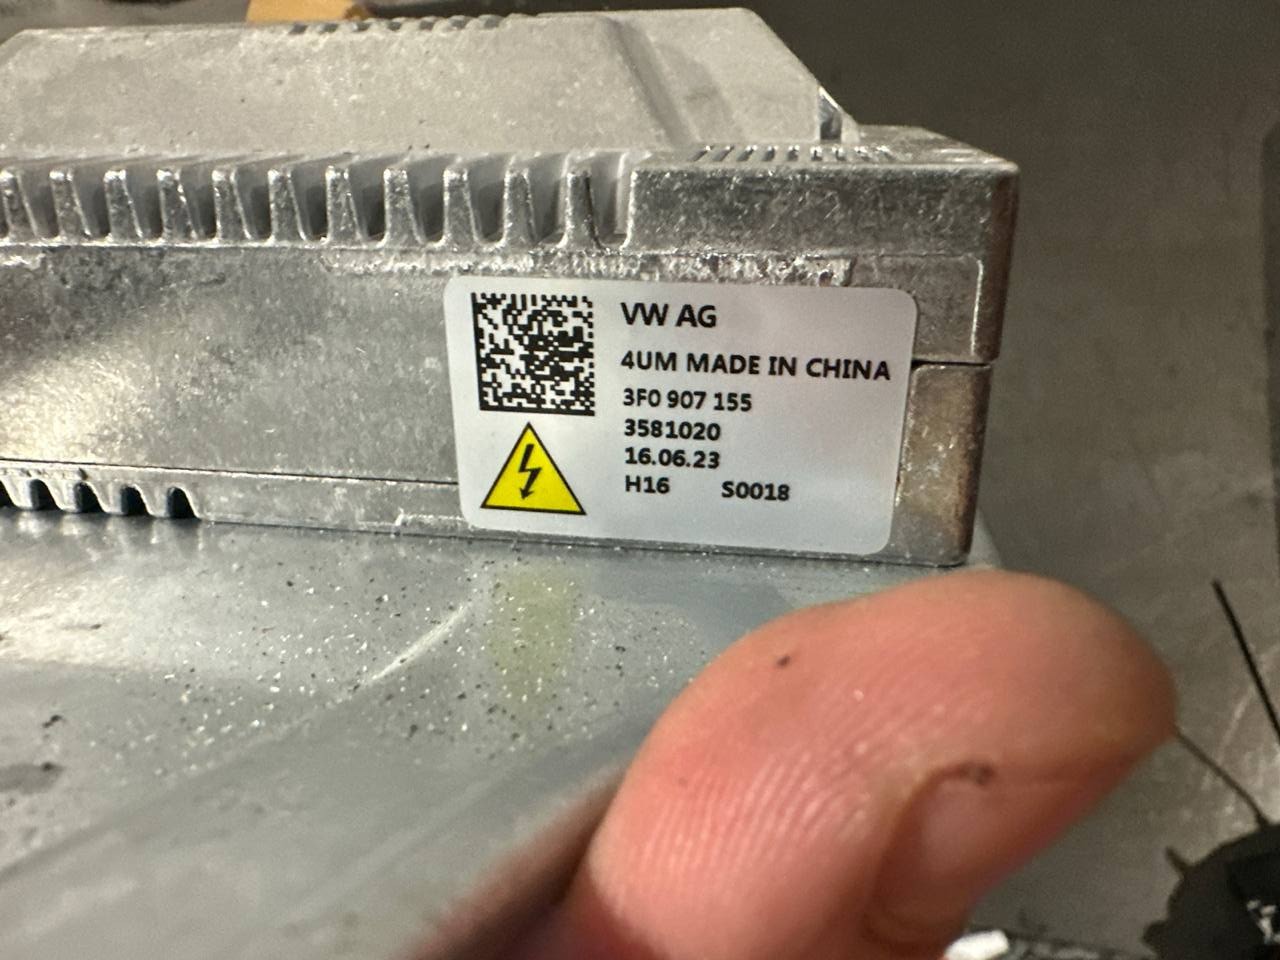 VW AG
4UM MADE IN CHINA
3F0 907 155
3581020
16.06.23
H16 S0018